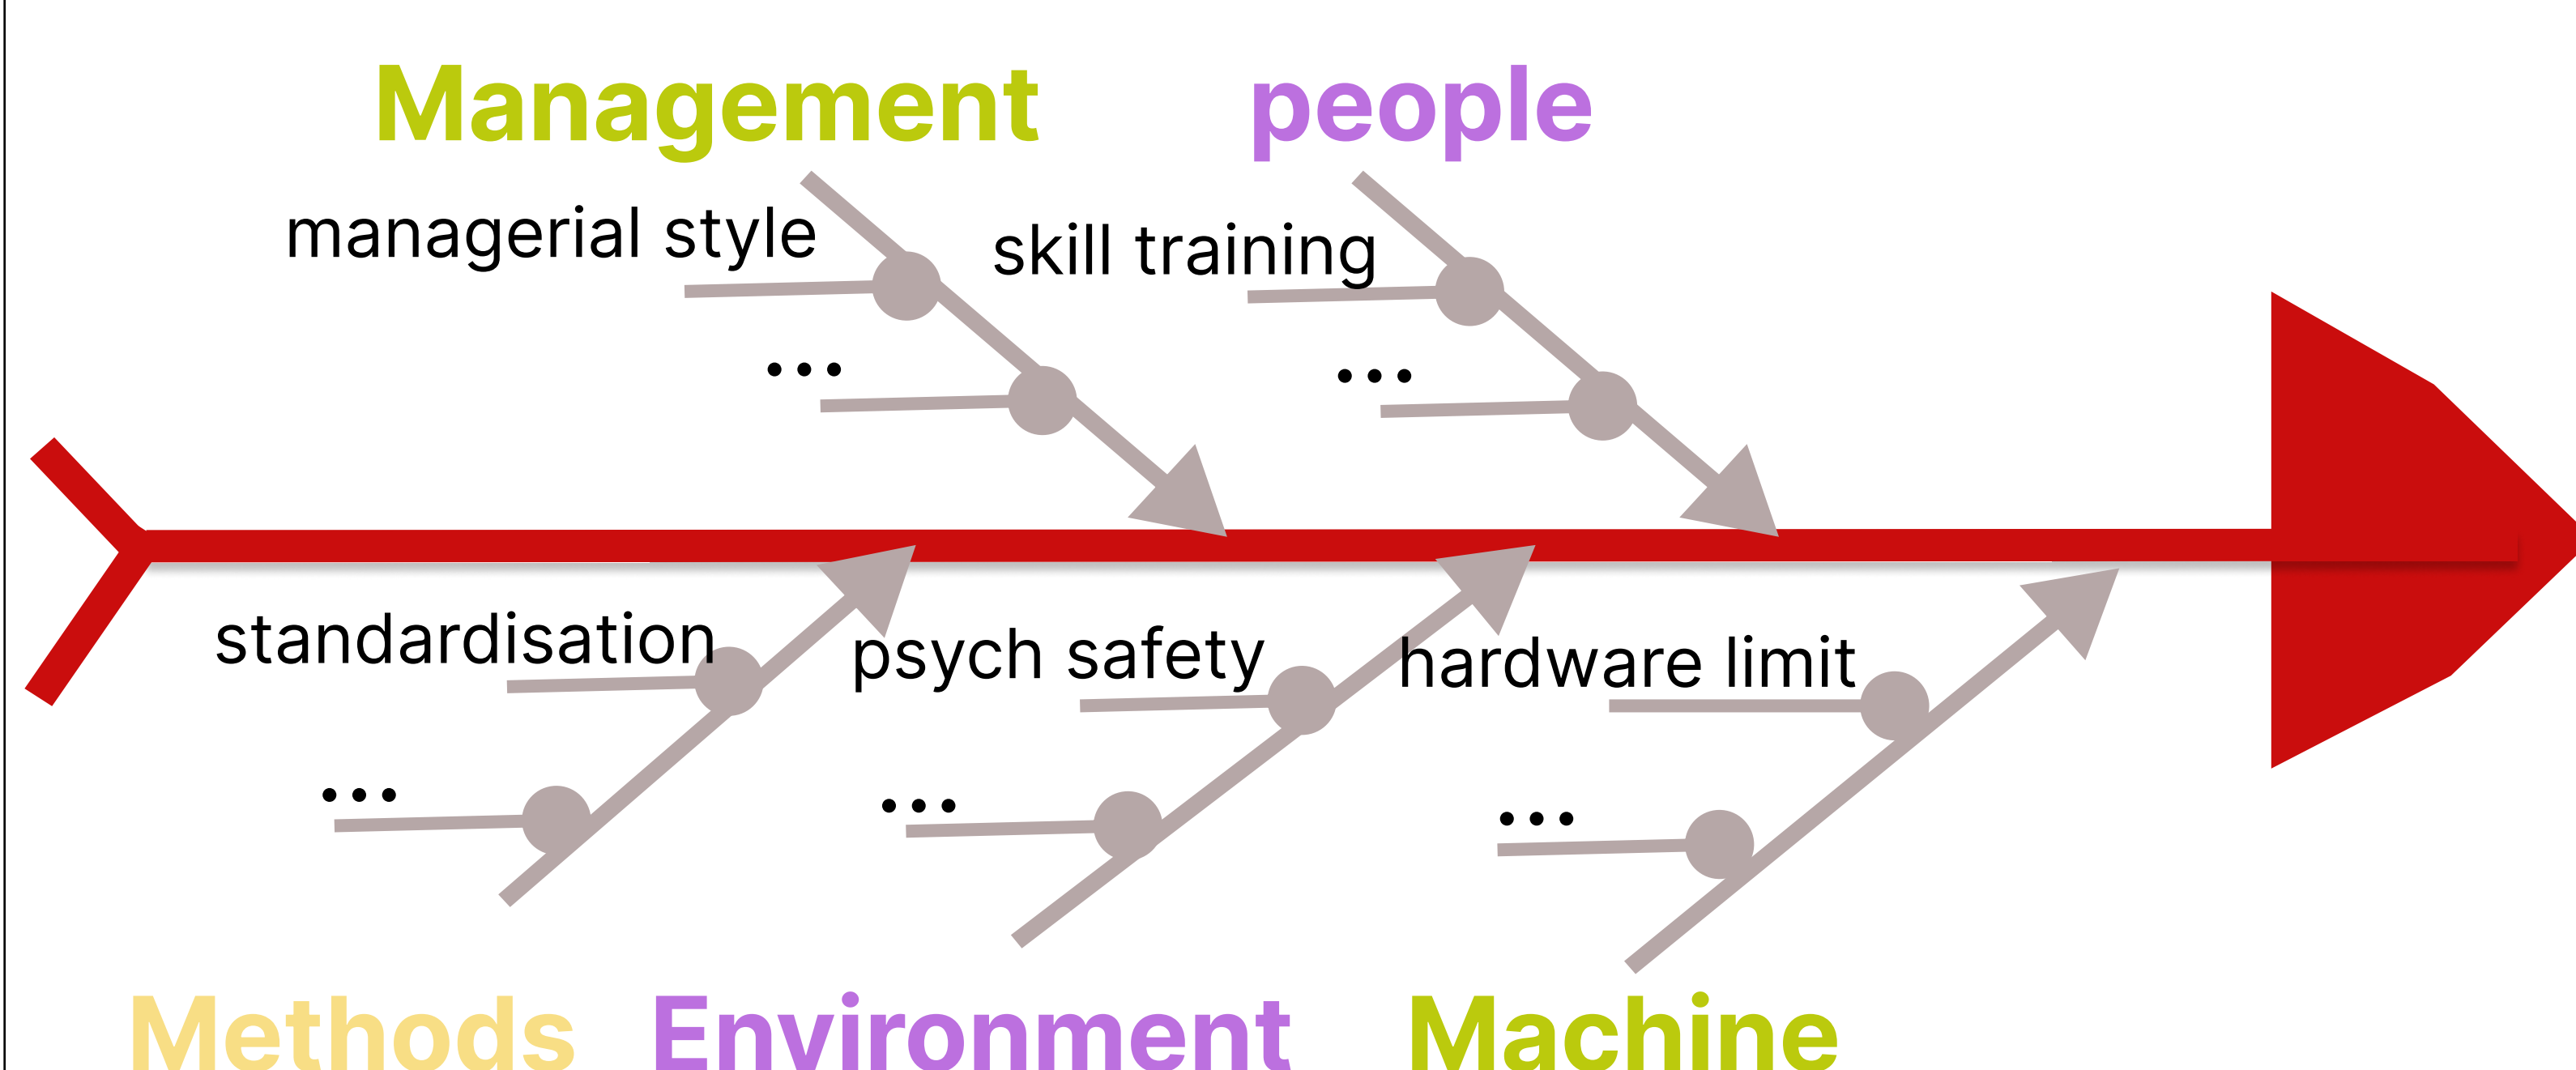 Management people
managerial style
skill training
...
...
standardisation
psych safety
hardware limit
...
...
...
Methods Environment Machine